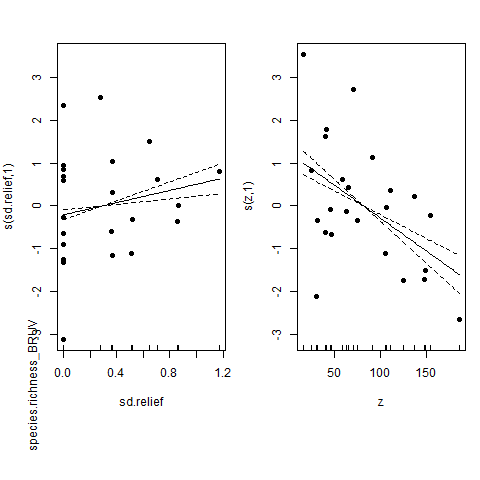 s(sd.relief,1)
3
2
1
0
-1
-2
-3
0.0 0.4 0.8 1.2
sd.relief
species.richness_BRUV
s(z,1)
3
2
1
0
-1
-2
-3
50 100 150
z